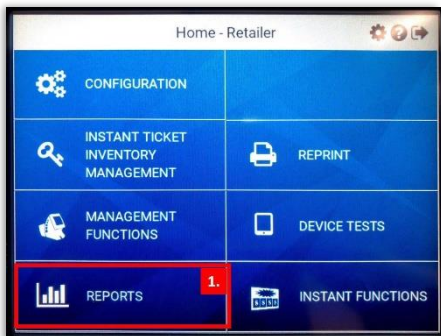 Home - Retailer
CONFIGURATION
INSTANT TICKET
INVENTORY
MANAGEMENT
REPRINT
MANAGEMENT
FUNCTIONS
DEVICE TESTS
REPORTS
1.
INSTANT FUNCTIONS